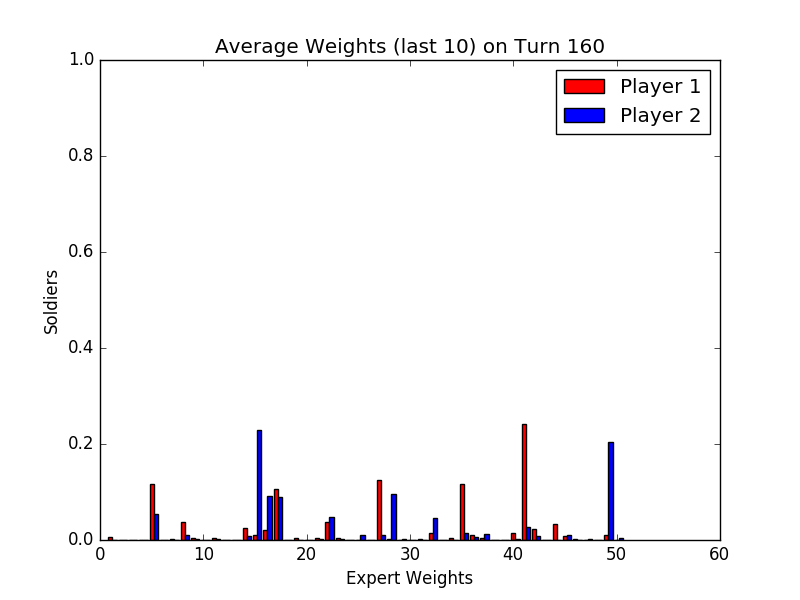 Average Weights (last 10) on Turn 160
1.0
Player 1
Player 2
0.8
0.6
Soldiers
0.4
0.2
0.0
0 10 20 30 40 50 60
Expert Weights